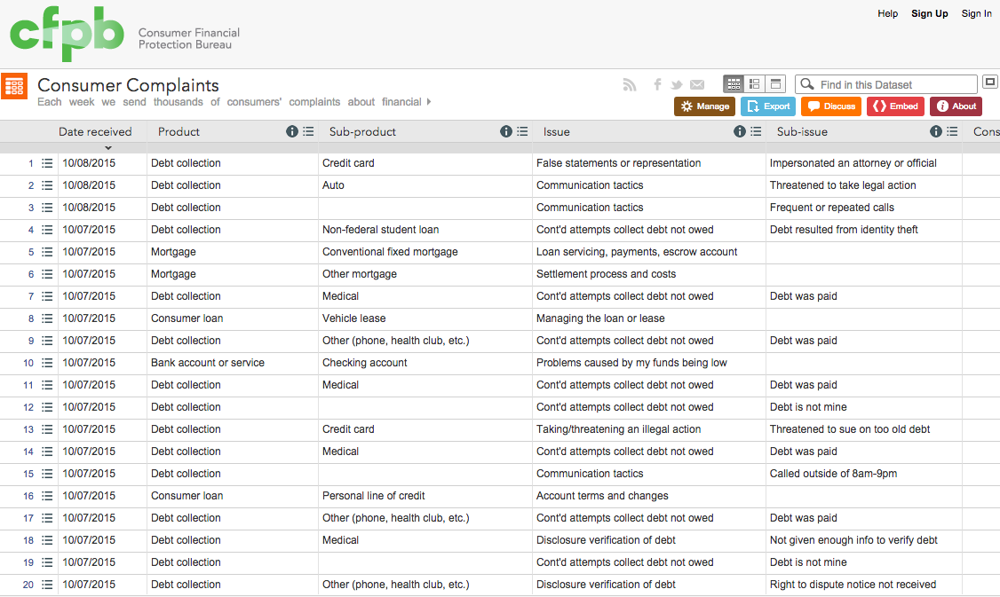 Help Sign Up Sign In
cfpb Consumer Financial
Protection Bureau
Consumer Complaints
Each week we send thousands of consumers' complaints about financial
Find in this Dataset
Manage Export Discuss Embed About
Date received Product Sub-product Issue Sub-issue Cons
1 10/08/2015 Debt collection Credit card False statements or representation Impersonated an attorney or official
2 10/08/2015 Debt collection Auto Communication tactics Threatened to take legal action
3 10/08/2015 Debt collection Communication tactics Frequent or repeated calls
4 10/07/2015 Debt collection Non-federal student loan Cont'd attempts collect debt not owed Debt resulted from identity theft
5 10/07/2015 Mortgage Conventional fixed mortgage Loan servicing, payments, escrow account
6 10/07/2015 Mortgage Other mortgage Settlement process and costs
7 10/07/2015 Debt collection Medical Cont'd attempts collect debt not owed Debt was paid
8 10/07/2015 Consumer loan Vehicle lease Managing the loan or lease
9 10/07/2015 Debt collection Other (phone, health club, etc.) Cont'd attempts collect debt not owed Debt was paid
10 10/07/2015 Bank account or service Checking account Problems caused by my funds being low
11 10/07/2015 Debt collection Medical Cont'd attempts collect debt not owed Debt was paid
12 10/07/2015 Debt collection Cont'd attempts collect debt not owed Debt is not mine
13 10/07/2015 Debt collection Credit card Taking/threatening an illegal action Threatened to sue on too old debt
14 10/07/2015 Debt collection Medical Cont'd attempts collect debt not owed Debt was paid
15 10/07/2015 Debt collection Communication tactics Called outside of 8am-9pm
16 10/07/2015 Consumer loan Personal line of credit Account terms and changes
17 10/07/2015 Debt collection Other (phone, health club, etc.) Cont'd attempts collect debt not owed Debt was paid
18 10/07/2015 Debt collection Medical Disclosure verification of debt Not given enough info to verify debt
19 10/07/2015 Debt collection Cont'd attempts collect debt not owed Debt is not mine
20 10/07/2015 Debt collection Other (phone, health club, etc.) Disclosure verification of debt Right to dispute notice not received